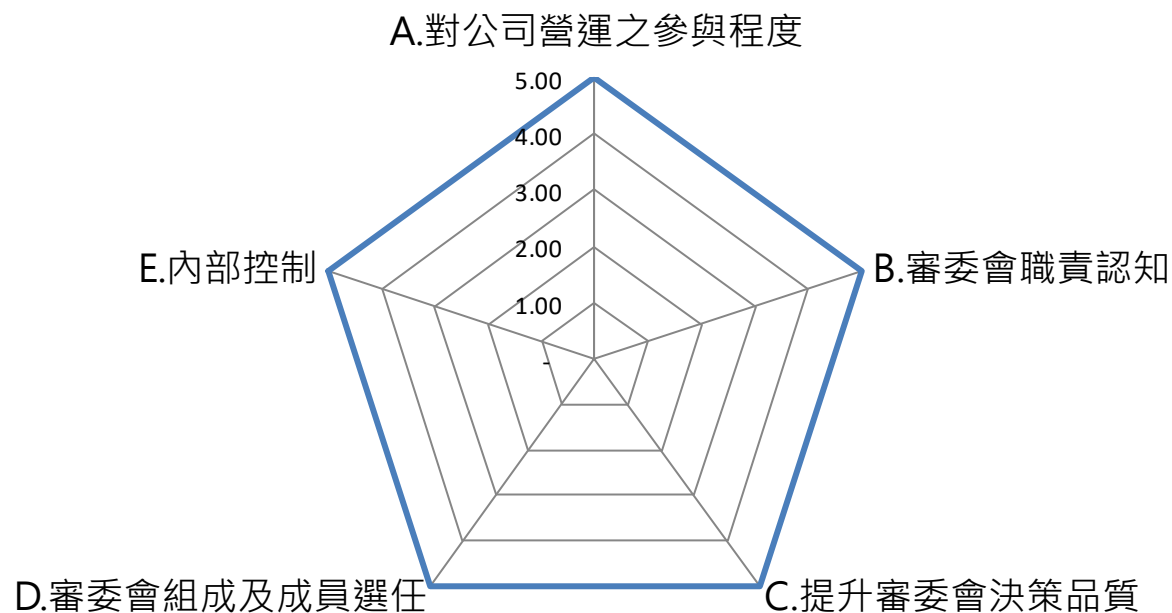 A.對公司營運之參與程度
5.00
4.00
3.00
2.00
1.00
-
E.內部控制
B.審委會職責認知
D.審委會組成及成員選任
C.提升審委會決策品質